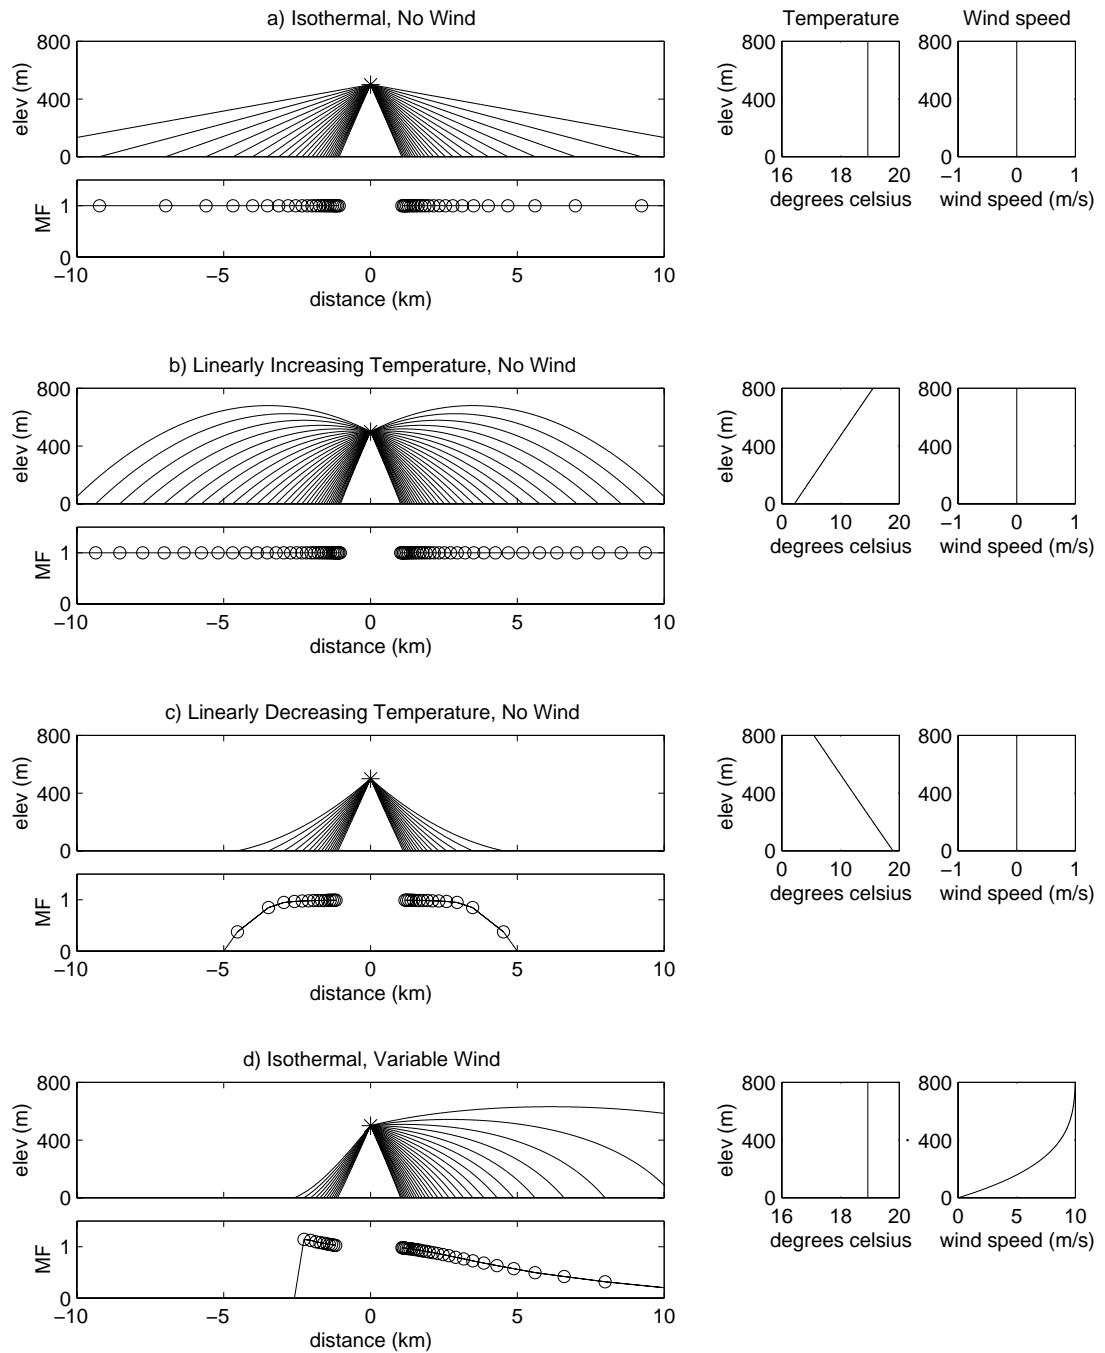 a) Isothermal, No Wind
Temperature
Wind speed
elev (m)
800
400
0
MF
1
0
−10
−5
0
5
10
distance (km)
elev (m)
800
400
0
16
18
20
degrees celsius
800
400
0
−1
0
1
wind speed (m/s)
b) Linearly Increasing Temperature, No Wind
elev (m)
800
400
0
MF
1
0
−10
−5
0
5
10
distance (km)
elev (m)
800
400
0
0
10
20
degrees celsius
800
400
0
−1
0
1
wind speed (m/s)
c) Linearly Decreasing Temperature, No Wind
elev (m)
800
400
0
MF
1
0
−10
−5
0
5
10
distance (km)
elev (m)
800
400
0
0
10
20
degrees celsius
800
400
0
−1
0
1
wind speed (m/s)
d) Isothermal, Variable Wind
elev (m)
800
400
0
MF
1
0
−10
−5
0
5
10
distance (km)
elev (m)
800
400
0
16
18
20
degrees celsius
800
400
0
0
5
10
wind speed (m/s)